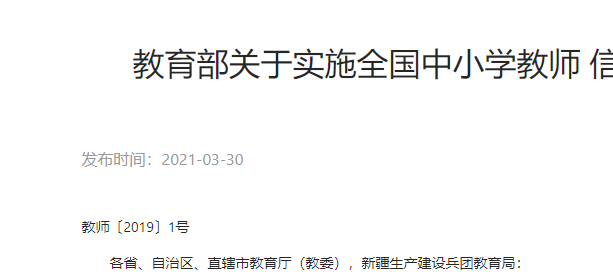 教育部关于实施全国中小学教师 信
发布时间：2021-03-30
教师〔2019〕1号
各省、自治区、直辖市教育厅（教委），新疆生产建设兵团教育局：